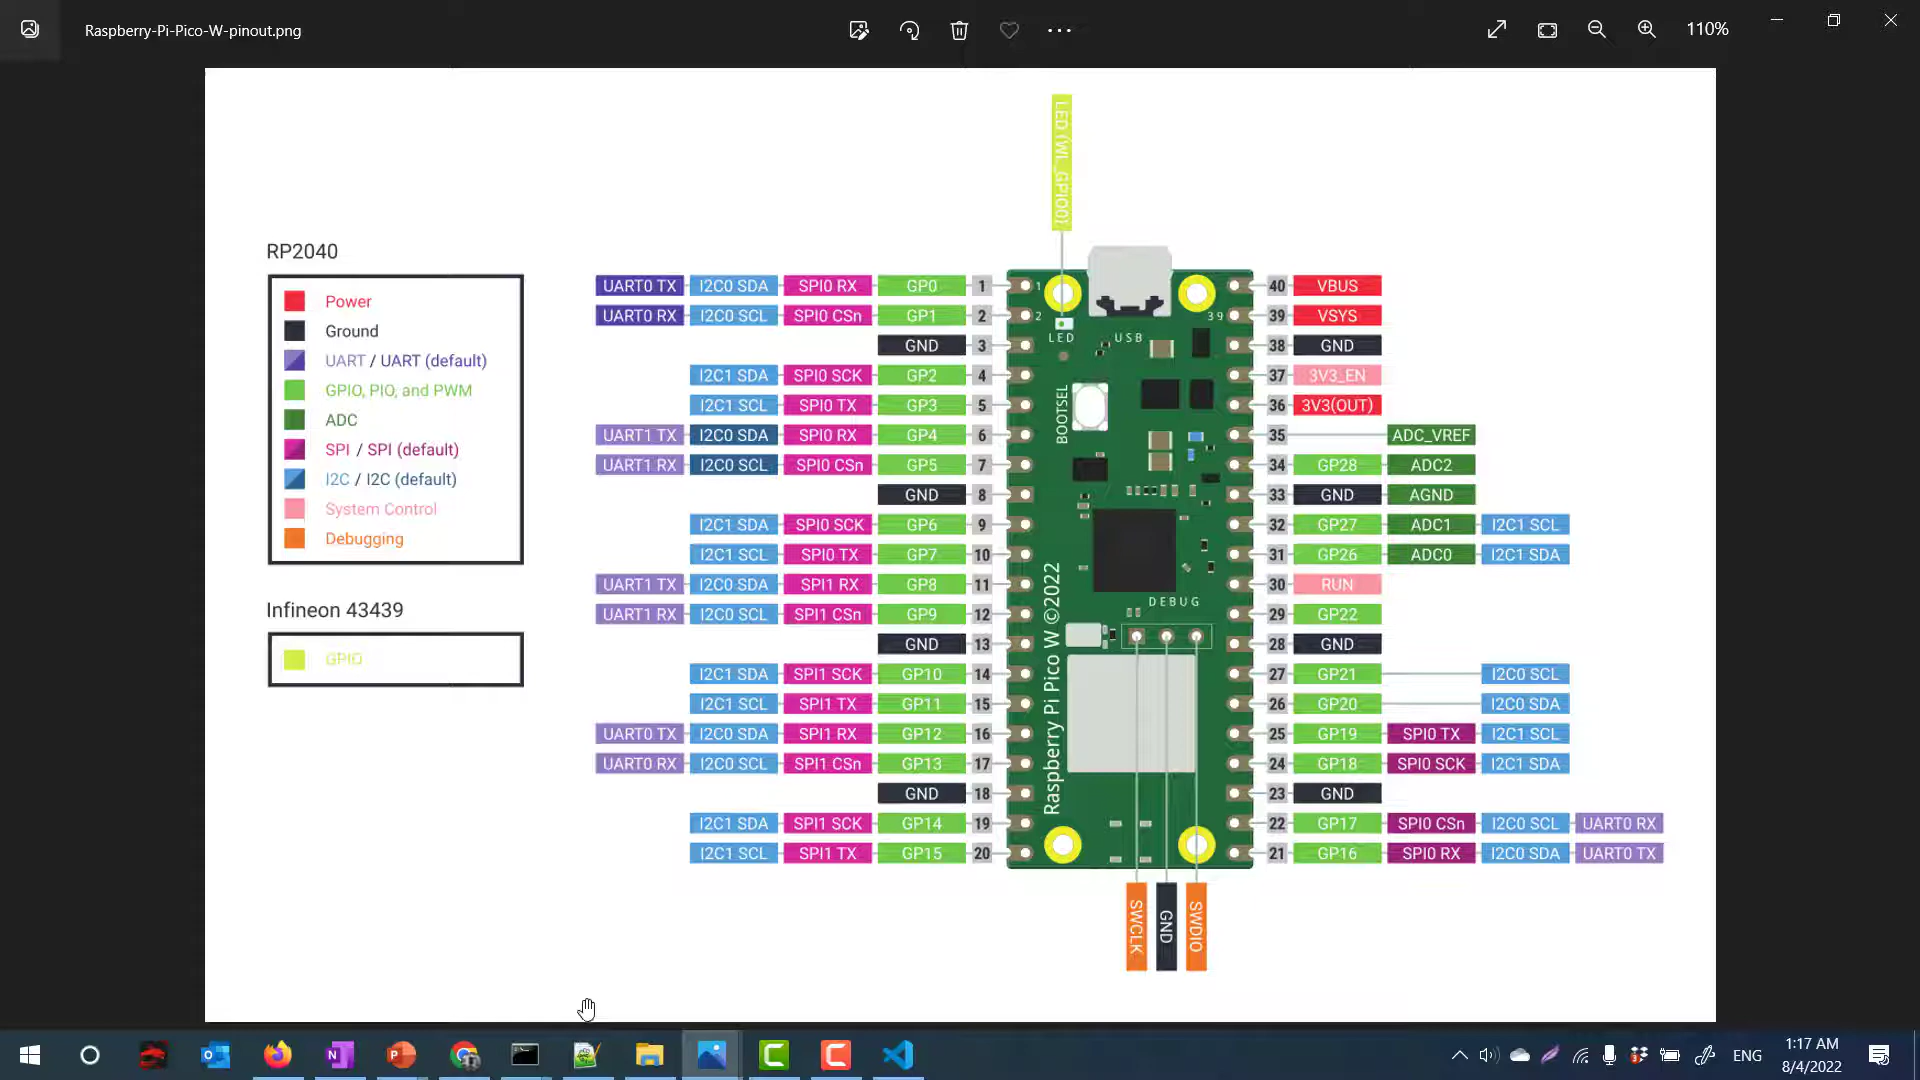 Raspberry-Pi-Pico-W-pinout.png
110%
LED (WL_GPIO0)
RP2040
Power
Ground
UART / UART (default)
GPIO, PIO, and PWM
ADC
SPI / SPI (default)
I2C / I2C (default)
System Control
Debugging
Infineon 43439
GPIO
UART0 TX I2C0 SDA SPI0 RX GP0 1
UART0 RX I2C0 SCL SPI0 CSn GP1 2
GND 3
I2C1 SDA SPI0 SCK GP2 4
I2C1 SCL SPI0 TX GP3 5
UART1 TX I2C0 SDA SPI0 RX GP4 6
UART1 RX I2C0 SCL SPI0 CSn GP5 7
GND 8
I2C1 SDA SPI0 SCK GP6 9
I2C1 SCL SPI0 TX GP7 10
UART1 TX I2C0 SDA SPI1 RX GP8 11
UART1 RX I2C0 SCL SPI1 CSn GP9 12
GND 13
I2C1 SDA SPI1 SCK GP10 14
I2C1 SCL SPI1 TX GP11 15
UART0 TX I2C0 SDA SPI1 RX GP12 16
UART0 RX I2C0 SCL SPI1 CSn GP13 17
GND 18
I2C1 SDA SPI1 SCK GP14 19
I2C1 SCL SPI1 TX GP15 20
1
2
39
LED
USB
BOOTSEL
DEBUG
Raspberry Pi Pico W ©2022
40 VBUS
39 VSYS
38 GND
37 3V3_EN
36 3V3(OUT)
35 ADC_VREF
34 GP28 ADC2
33 GND AGND
32 GP27 ADC1 I2C1 SCL
31 GP26 ADC0 I2C1 SDA
30 RUN
29 GP22
28 GND
27 GP21 I2C0 SCL
26 GP20 I2C0 SDA
25 GP19 SPI0 TX I2C1 SCL
24 GP18 SPI0 SCK I2C1 SDA
23 GND
22 GP17 SPI0 CSn I2C0 SCL UART0 RX
21 GP16 SPI0 RX I2C0 SDA UART0 TX
SWCLK
GND
SWDIO
ENG
1:17 AM
8/4/2022